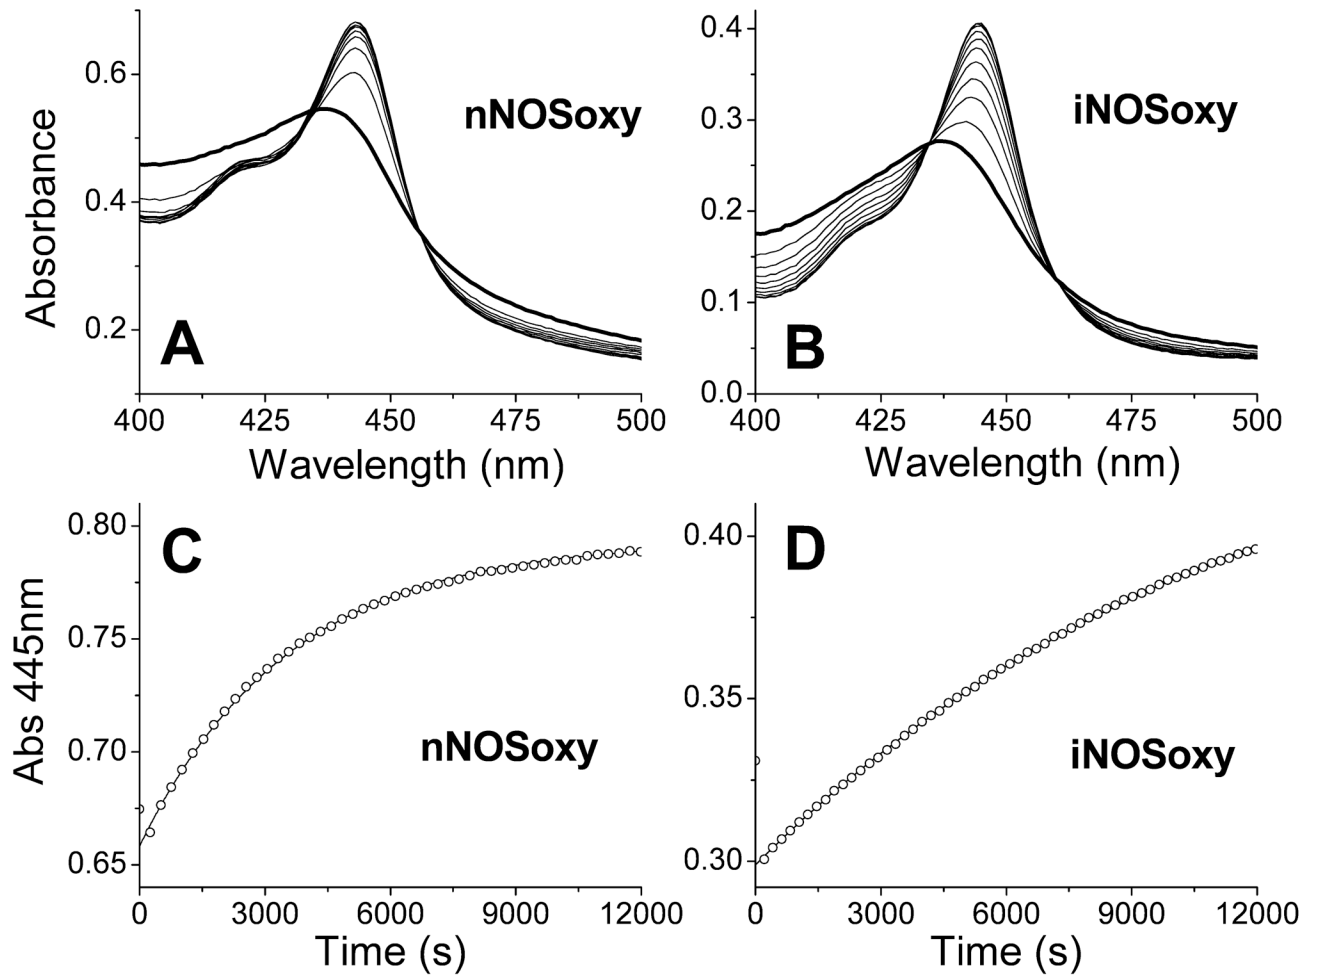 Absorbance
0.6
0.4
0.2
nNOSoxy
A
400 425 450 475 500
Wavelength (nm)
0.4
0.3
0.2
0.1
0.0
iNOSoxy
B
400 425 450 475 500
Wavelength (nm)
Abs 445nm
0.80
0.75
0.70
0.65
C
nNOSoxy
0 3000 6000 9000 12000
Time (s)
0.40
0.35
0.30
D
iNOSoxy
0 3000 6000 9000 12000
Time (s)